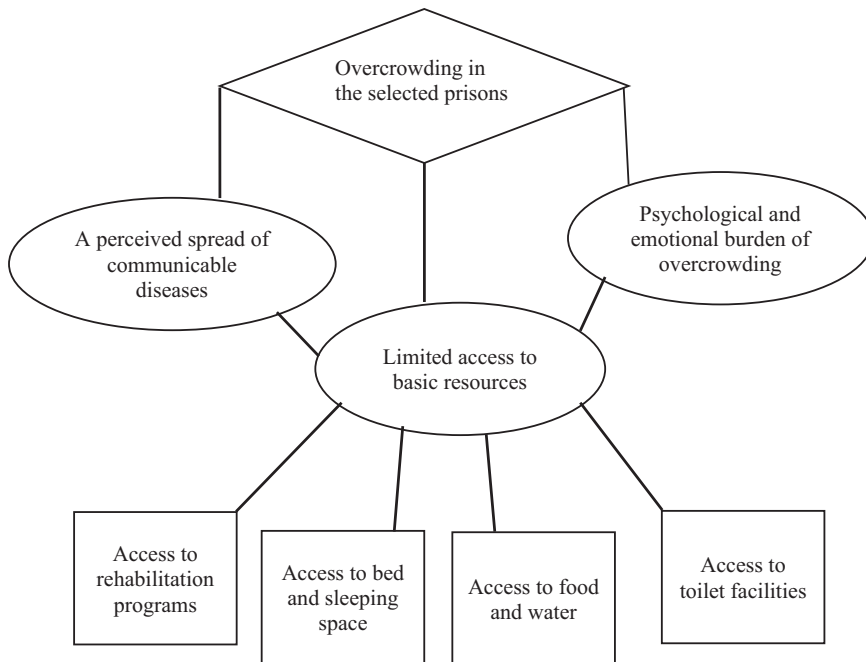 Overcrowding in
the selected prisons
A perceived spread of
communicable
diseases
Psychological and
emotional burden of
overcrowding
Limited access to
basic resources
Access to
rehabilitation
programs
Access to bed
and sleeping
space
Access to food
and water
Access to
toilet facilities